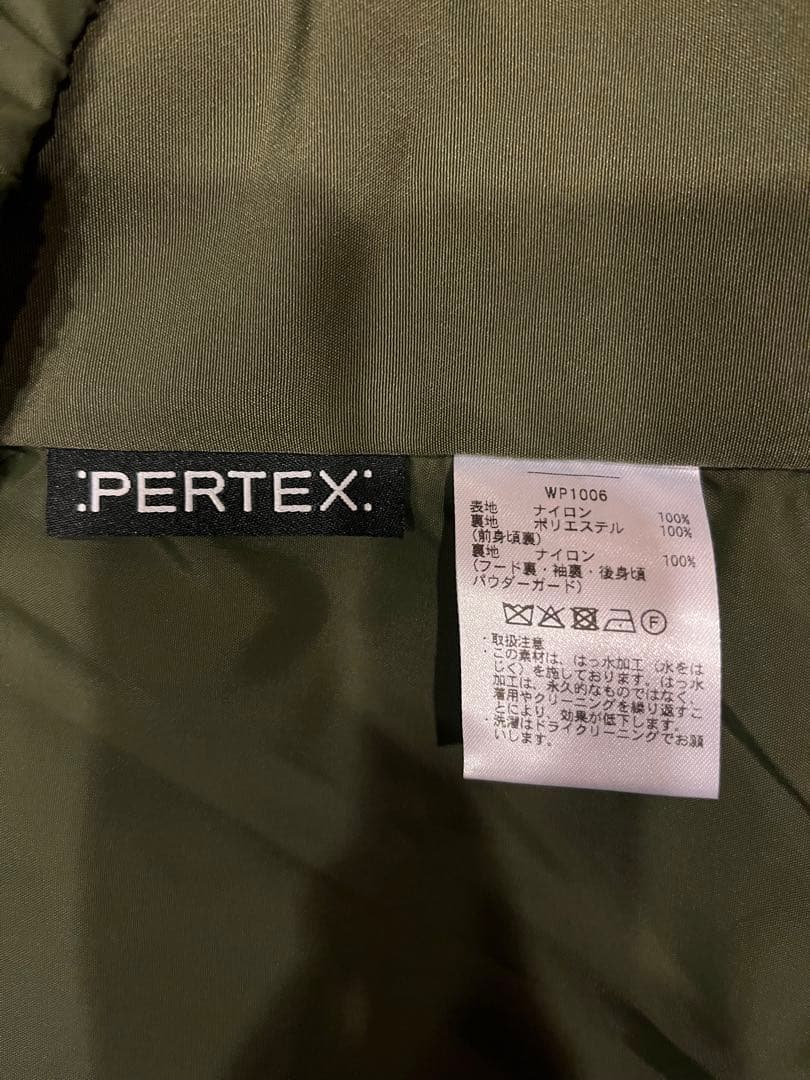 :PERTEX:
WP1006
表地 ナイロン 100%
裏地 ポリエステル 100%
(前身頃裏)
裏地 ナイロン 100%
(フード裏・袖裏・後身頃
パウダーガード)
F
・取扱注意
・この素材は、はっ水加工(水をは
じく)を施しております。はっ水
加工は、永久的なものではなく、
着用やクリーニングを繰り返すこ
とにより、効果が低下します。
・洗濯はドライクリーニングでお願
いします。